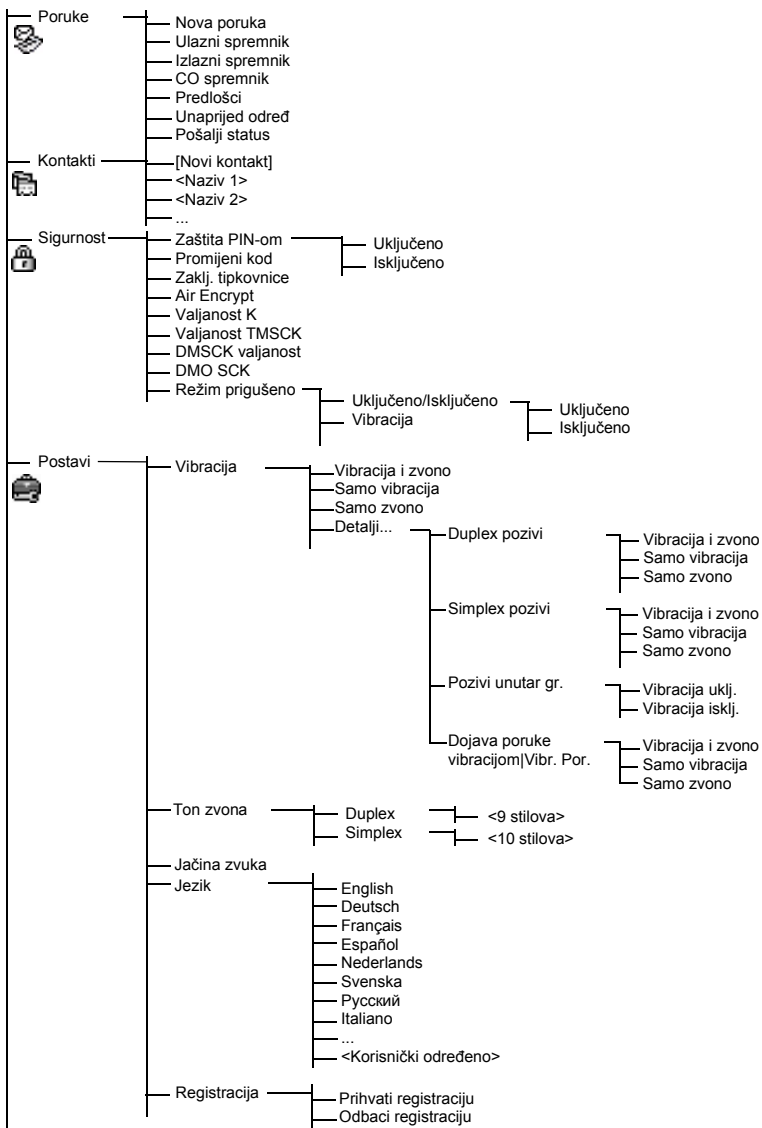 Poruke
Nova poruka
Ulazni spremnik
Izlazni spremnik
CO spremnik
Predlošci
Unaprijed određ
Pošalji status
Kontakti
[Novi kontakt]
<Naziv 1>
<Naziv 2>
...
Sigurnost
Zaštita PIN-om
Uključeno
Isključeno
Promijeni kod
Zaklj. tipkovnice
Air Encrypt
Valjanost K
Valjanost TMSCK
DMSCK valjanost
DMO SCK
Režim prigušeno
Uključeno/Isključeno
Uključeno
Isključeno
Vibracija
Postavi
Vibracija
Vibracija i zvono
Samo vibracija
Samo zvono
Detalji...
Duplex pozivi
Vibracija i zvono
Samo vibracija
Samo zvono
Simplex pozivi
Vibracija i zvono
Samo vibracija
Samo zvono
Pozivi unutar gr.
Vibracija uklj.
Vibracija isklj.
Dojava poruke
vibracijom|Vibr. Por.
Vibracija i zvono
Samo vibracija
Samo zvono
Ton zvona
Duplex
<9 stilova>
Simplex
<10 stilova>
Jačina zvuka
Jezik
English
Deutsch
Français
Español
Nederlands
Svenska
Русский
Italiano
...
<Korisnički određeno>
Registracija
Prihvati registraciju
Odbaci registraciju